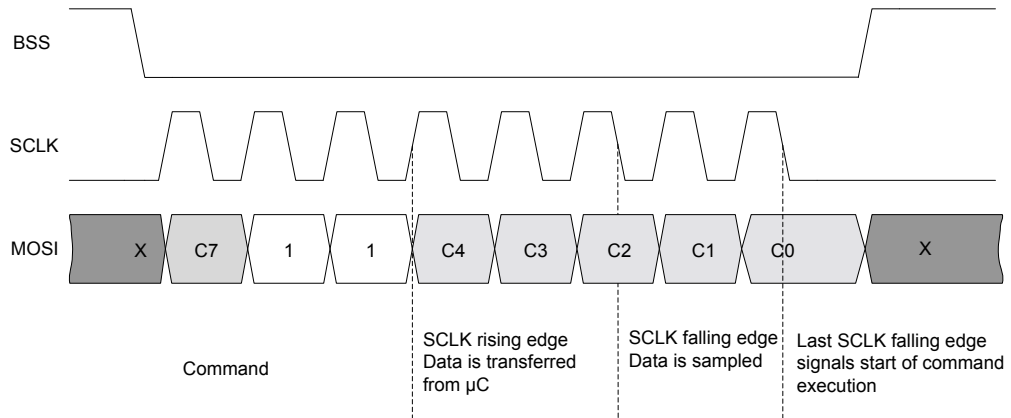 BSS
SCLK
MOSI
X
C7
1
1
C4
C3
C2
C1
C0
X
Command
SCLK rising edge
Data is transferred
from µC
SCLK falling edge
Data is sampled
Last SCLK falling edge
signals start of command
execution